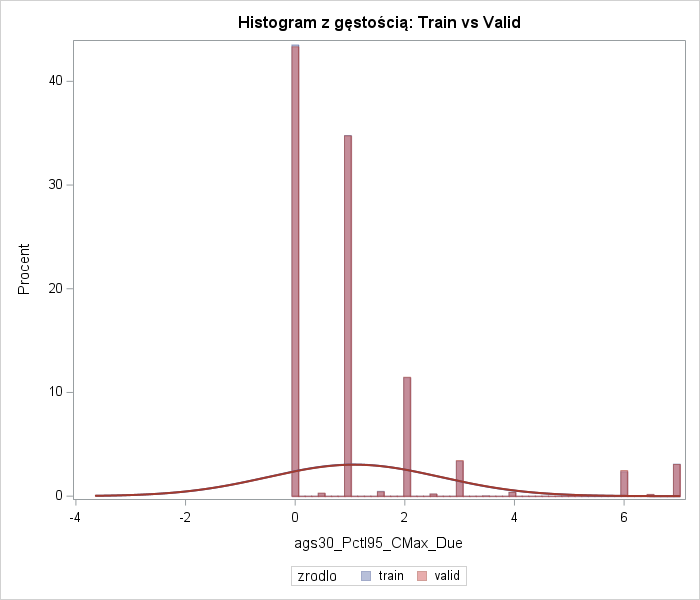 Histogram z gęstością: Train vs Valid
Procent
40
30
20
10
0
-4 -2 0 2 4 6
ags30_Pctl95_CMax_Due
zrodlo train valid